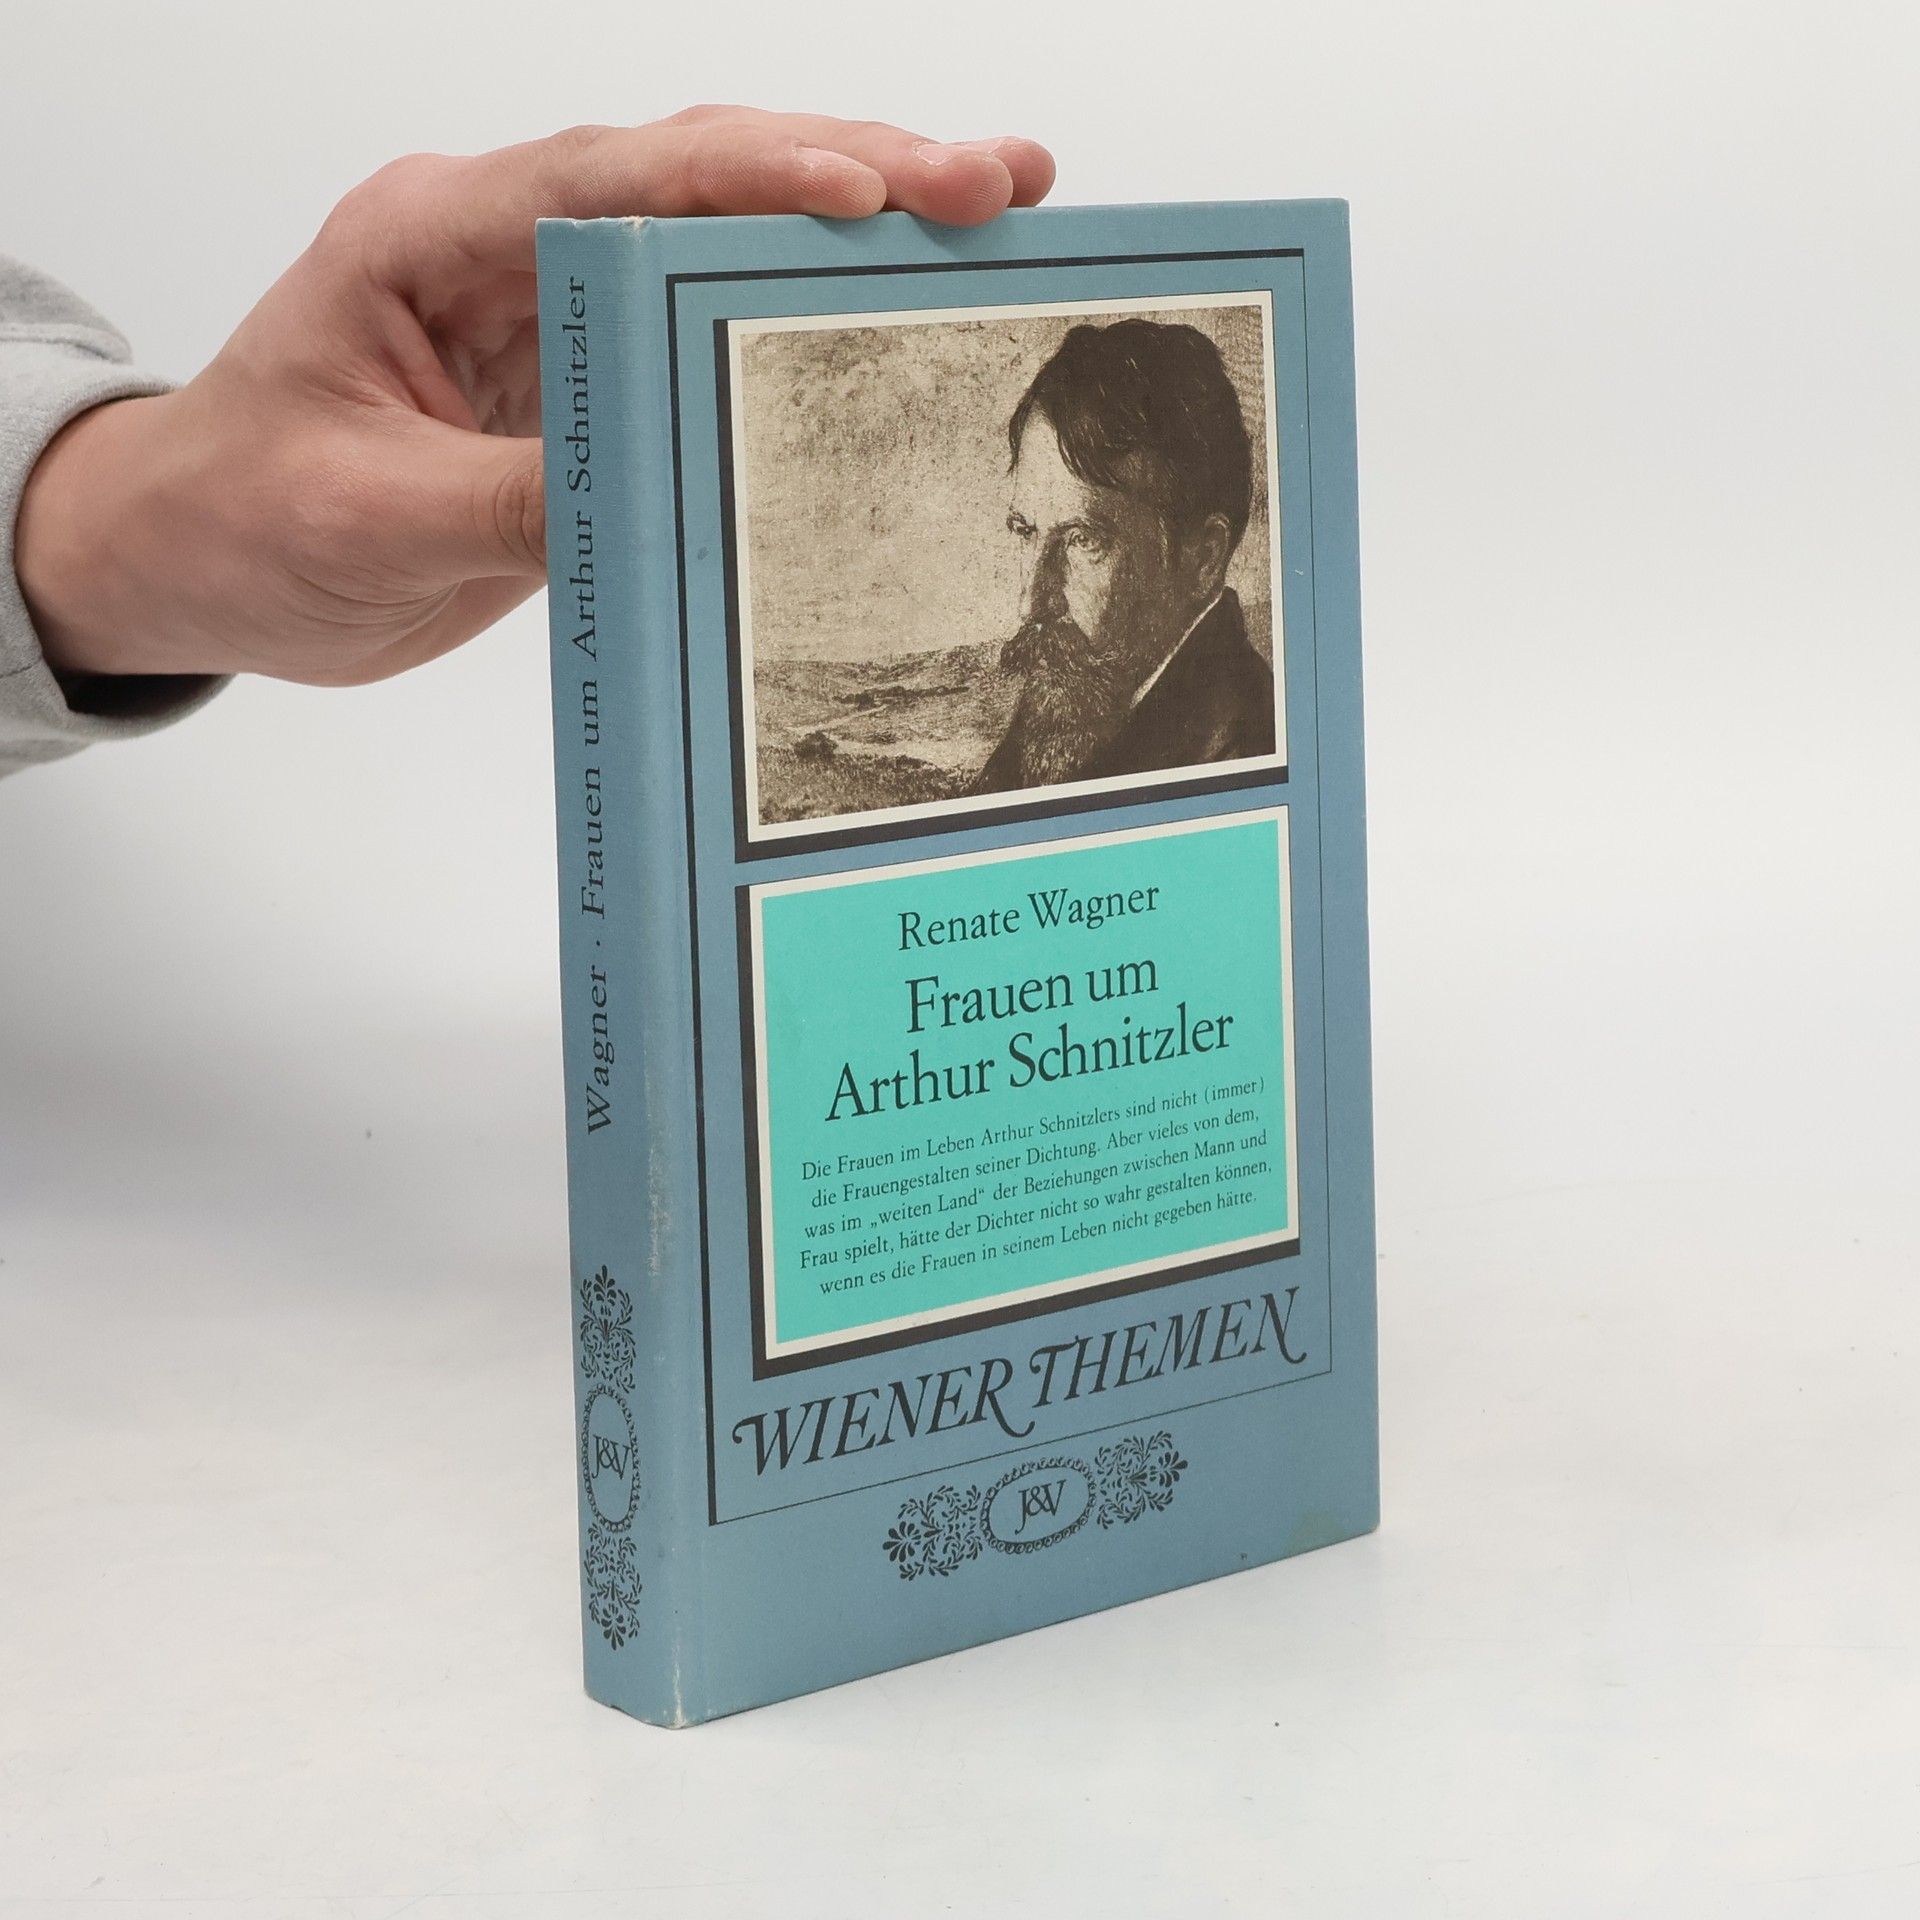 Wagner · Frauen um Arthur Schnitzler
J&V
Renate Wagner
Frauen um
Arthur Schnitzler
Die Frauen im Leben Arthur Schnitzlers sind nicht (immer)
die Frauengestalten seiner Dichtung. Aber vieles von dem,
was im „weiten Land“ der Beziehungen zwischen Mann und
Frau spielt, hätte der Dichter nicht so wahr gestalten können,
wenn es die Frauen in seinem Leben nicht gegeben hätte.
WIENER THEMEN
J&V